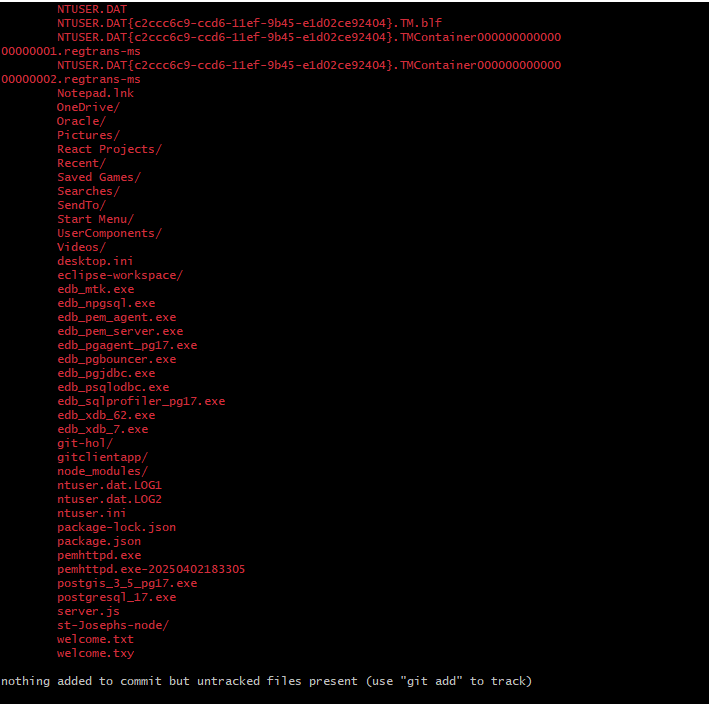 NTUSER.DAT
NTUSER.DAT{c2ccc6c9-ccd6-11ef-9b45-e1d02ce92404}.TM.blf
NTUSER.DAT{c2ccc6c9-ccd6-11ef-9b45-e1d02ce92404}.TMContainer000000000000
00000001.regtrans-ms
NTUSER.DAT{c2ccc6c9-ccd6-11ef-9b45-e1d02ce92404}.TMContainer000000000000
00000002.regtrans-ms
Notepad.lnk
OneDrive/
Oracle/
Pictures/
React Projects/
Recent/
Saved Games/
Searches/
SendTo/
Start Menu/
UserComponents/
Videos/
desktop.ini
eclipse-workspace/
edb_mtk.exe
edb_npgsql.exe
edb_pem_agent.exe
edb_pem_server.exe
edb_pgagent_pg17.exe
edb_pgbouncer.exe
edb_pgjdbc.exe
edb_psqlodbc.exe
edb_sqlprofiler_pg17.exe
edb_xdb_62.exe
edb_xdb_7.exe
git-hol/
gitclientapp/
node_modules/
ntuser.dat.LOG1
ntuser.dat.LOG2
ntuser.ini
package-lock.json
package.json
pemhttpd.exe
pemhttpd.exe-20250402183305
postgis_3_5_pg17.exe
postgresql_17.exe
server.js
st-Josephs-node/
welcome.txt
welcome.txy
nothing added to commit but untracked files present (use "git add" to track)